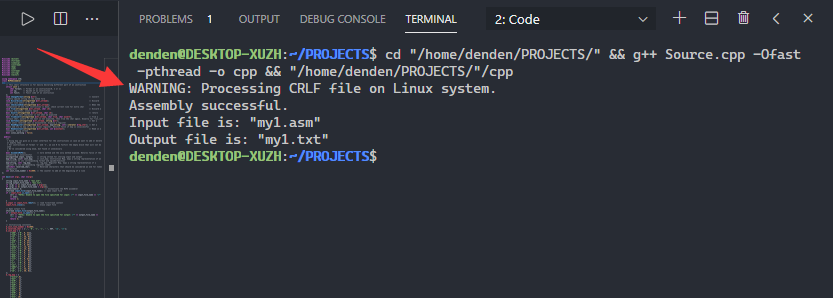 PROBLEMS 1 OUTPUT DEBUG CONSOLE TERMINAL 2: Code
denden@DESKTOP-XUZH:~/PROJECTS$ cd "/home/denden/PROJECTS/" && g++ Source.cpp -Ofast
-pthread -o cpp && "/home/denden/PROJECTS/"/cpp
WARNING: Processing CRLF file on Linux system.
Assembly successful.
Input file is: "my1.asm"
Output file is: "my1.txt"
denden@DESKTOP-XUZH:~/PROJECTS$